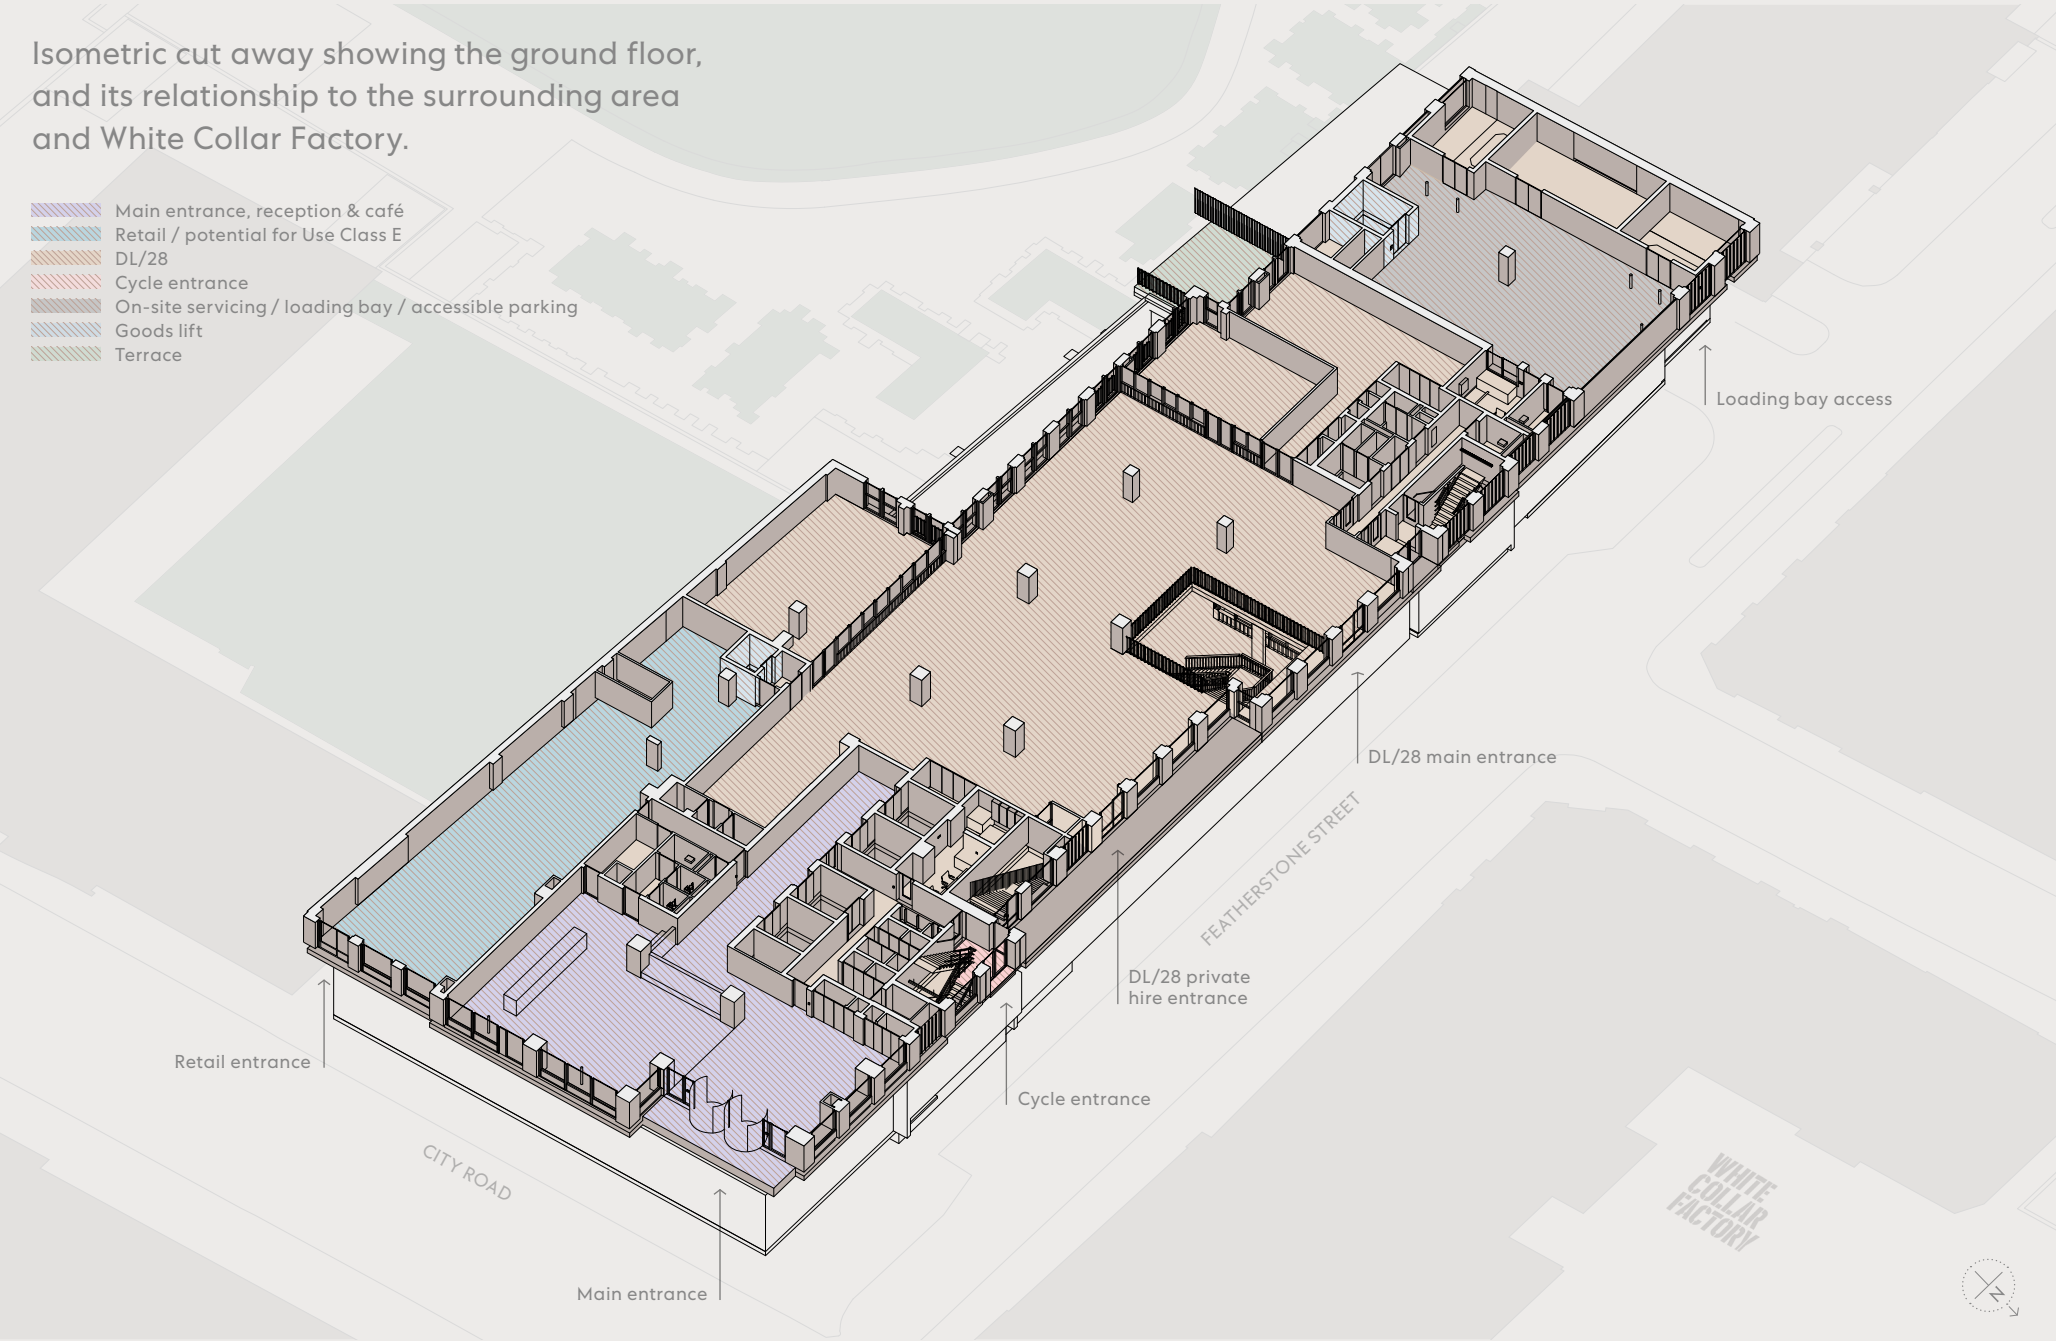 Isometric cut away showing the ground floor,
and its relationship to the surrounding area
and White Collar Factory.
Main entrance, reception & café
Retail / potential for Use Class E
DL/28
Cycle entrance
On-site servicing / loading bay / accessible parking
Goods lift
Terrace
Loading bay access
DL/28 main entrance
FEATHERSTONE STREET
DL/28 private
hire entrance
Retail entrance
Cycle entrance
CITY ROAD
WHITE
COLLAR
FACTORY
Main entrance
N